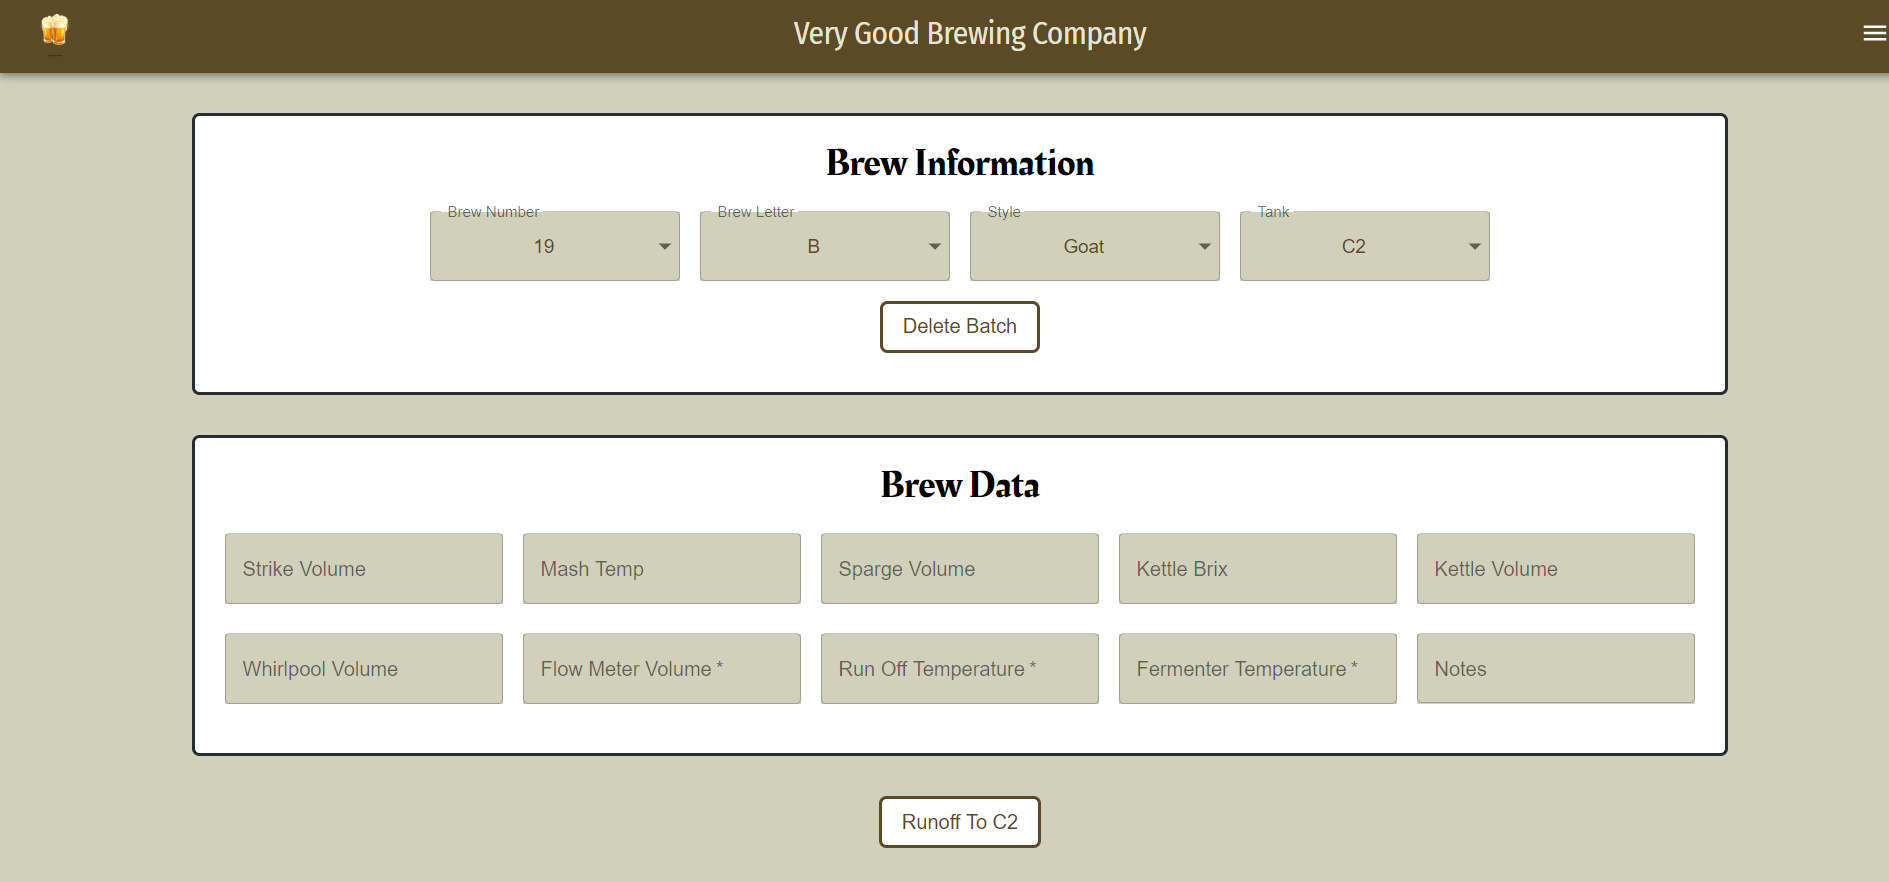 Very Good Brewing Company
Brew Information
Brew Number Brew Letter Style Tank
19 B Goat C2
Delete Batch
Brew Data
Strike Volume Mash Temp Sparge Volume Kettle Brix Kettle Volume
Whirlpool Volume Flow Meter Volume * Run Off Temperature * Fermenter Temperature * Notes
Runoff To C2